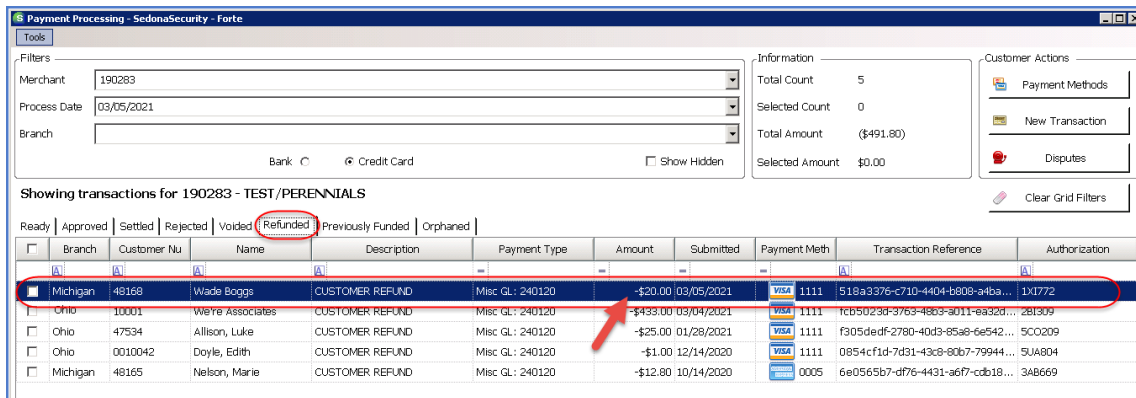 Payment Processing - SedonaSecurity - Forte
Tools
Filters
Merchant 190283
Process Date 03/05/2021
Branch
Bank Credit Card Show Hidden
Information
Total Count 5
Selected Count 0
Total Amount ($491.80)
Selected Amount $0.00
Customer Actions
Payment Methods
New Transaction
Disputes
Clear Grid Filters
Showing transactions for 190283 - TEST/PERENNIALS
Ready Approved Settled Rejected Voided Refunded Previously Funded Orphaned
Branch Customer Nu Name Description Payment Type Amount Submitted Payment Meth Transaction Reference Authorization
A A A A = = = = A A
Michigan 48168 Wade Boggs CUSTOMER REFUND Misc GL: 240120 -$20.00 03/05/2021 VISA 1111 518a3376-c710-4404-b808-a4ba... 1XI772
Ohio 10001 We're Associates CUSTOMER REFUND Misc GL: 240120 -$433.00 03/04/2021 VISA 1111 fcb5023d-3763-48b3-a011-ea32d... 2BI309
Ohio 47534 Allison, Luke CUSTOMER REFUND Misc GL: 240120 -$25.00 01/28/2021 VISA 1111 f305dedf-2780-40d3-85a8-6e542... 5CO209
Ohio 0010042 Doyle, Edith CUSTOMER REFUND Misc GL: 240120 -$1.00 12/14/2020 VISA 1111 0854cf1d-7d31-43c8-80b7-79944... 5UA804
Michigan 48165 Nelson, Marie CUSTOMER REFUND Misc GL: 240120 -$12.80 10/14/2020 0005 6e0565b7-df76-4431-a6f7-cdb18... 3AB669